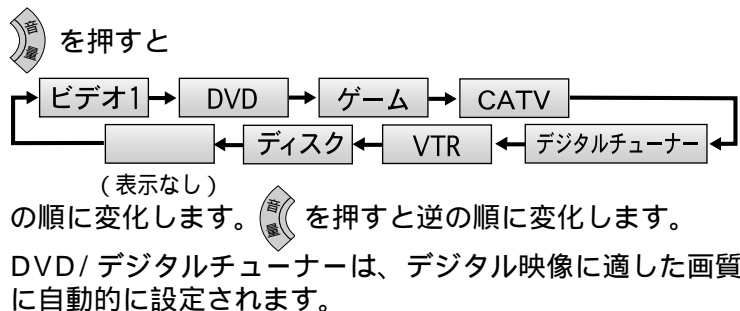 音量 を押すと
ビデオ1 DVD ゲーム CATV
ディスク VTR デジタルチューナー
(表示なし)
の順に変化します。 音量 を押すと逆の順に変化します。
DVD/デジタルチューナーは、デジタル映像に適した画質
に自動的に設定されます。